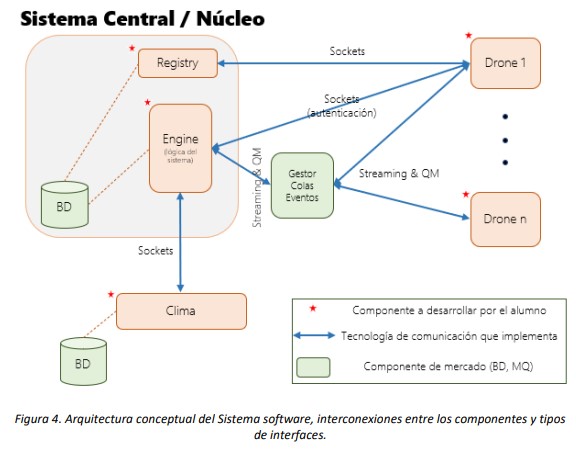 Sistema Central / Núcleo
Registry
Sockets
Drone 1
Sockets
(autenticación)
Engine
(lógica del
sistema)
Streaming & QM
Gestor
Colas
Eventos
Streaming & QM
BD
Drone n
Sockets
Clima
BD
Componente a desarrollar por el alumno
Tecnología de comunicación que implementa
Componente de mercado (BD, MQ)
Figura 4. Arquitectura conceptual del Sistema software, interconexiones entre los componentes y tipos
de interfaces.